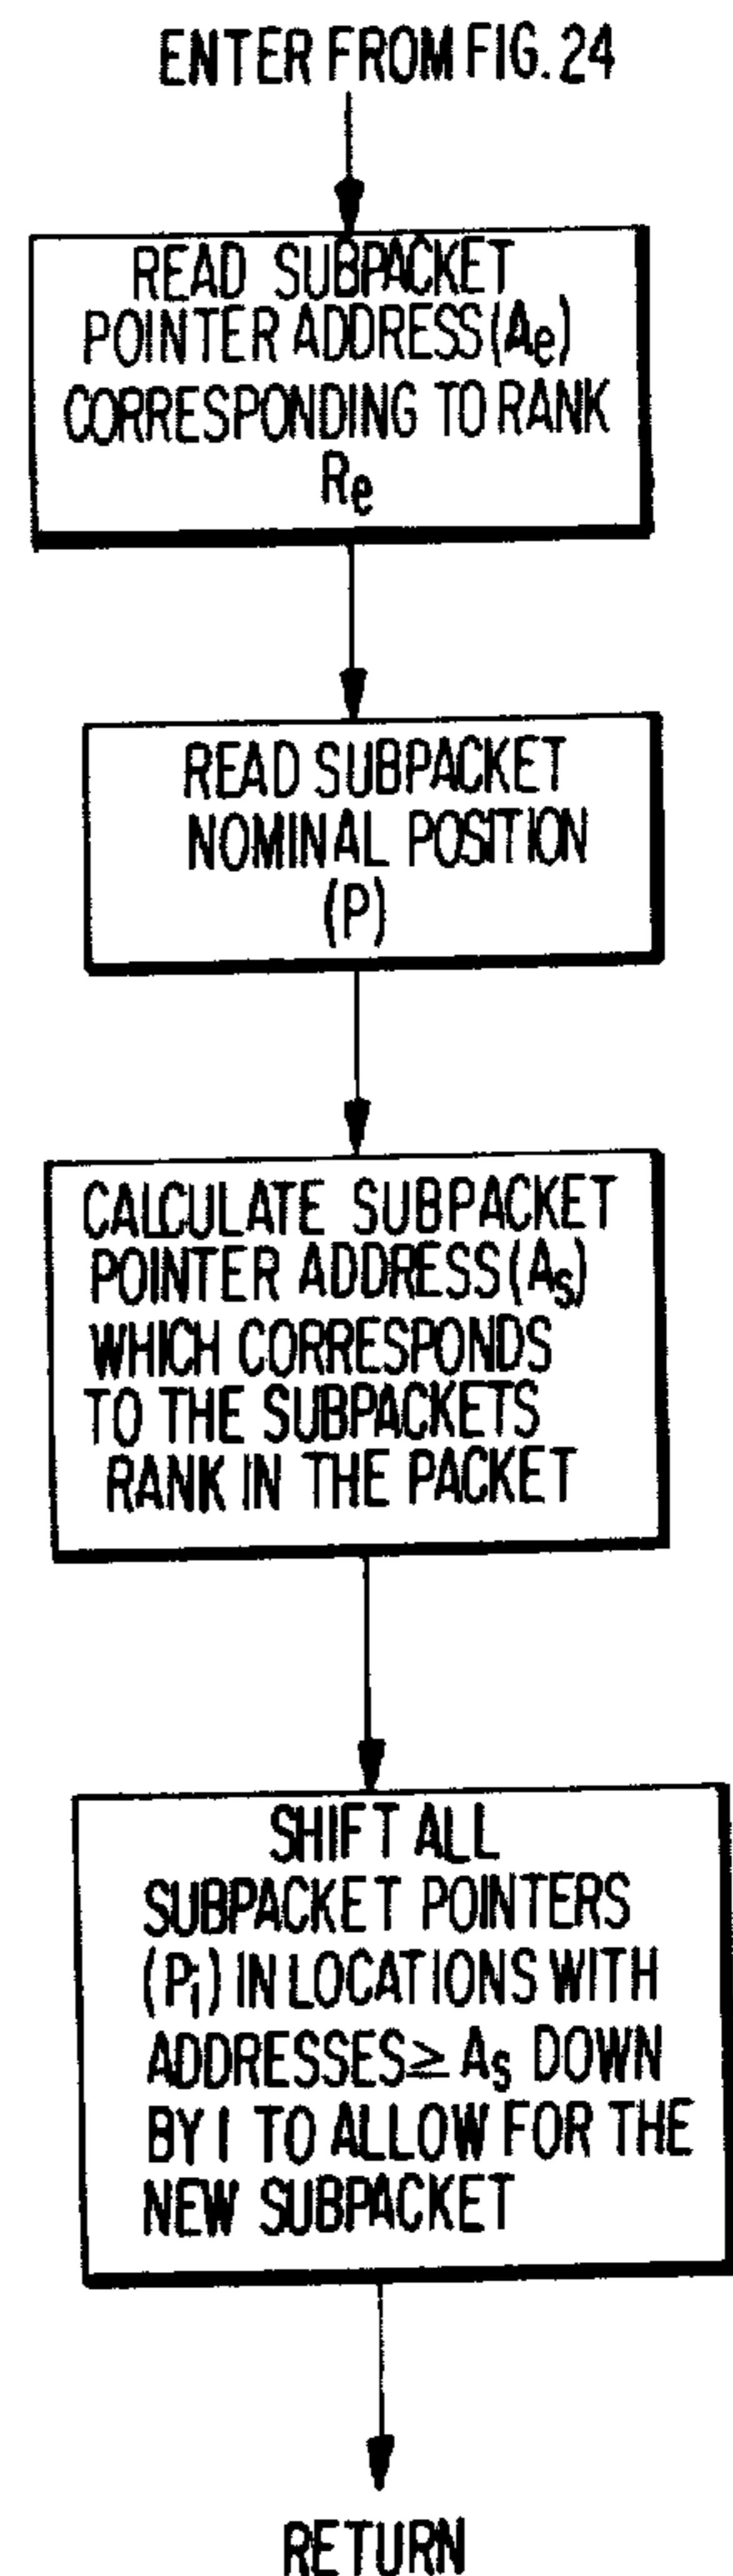 ENTER FROM FIG. 24
READ SUBPACKET
POINTER ADDRESS (Ae)
CORRESPONDING TO RANK
Re
READ SUBPACKET
NOMINAL POSITION
(P)
CALCULATE SUBPACKET
POINTER ADDRESS (As)
WHICH CORRESPONDS
TO THE SUBPACKETS
RANK IN THE PACKET
SHIFT ALL
SUBPACKET POINTERS
(Pi) IN LOCATIONS WITH
ADDRESSES ≥ As DOWN
BY 1 TO ALLOW FOR THE
NEW SUBPACKET
RETURN